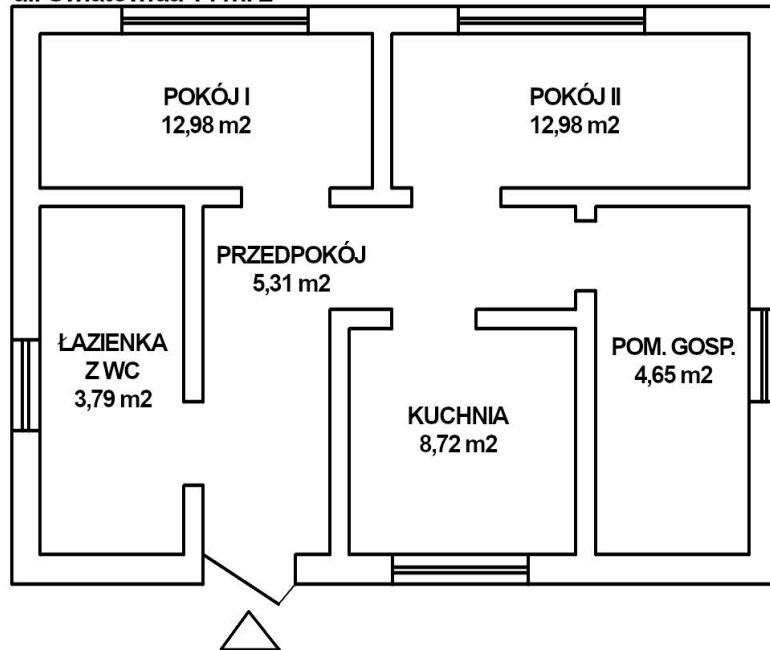 POKÓJ I
12,98 m2
POKÓJ II
12,98 m2
PRZEDPOKÓJ
5,31 m2
ŁAZIENKA
Z WC
3,79 m2
POM. GOSP.
4,65 m2
KUCHNIA
8,72 m2